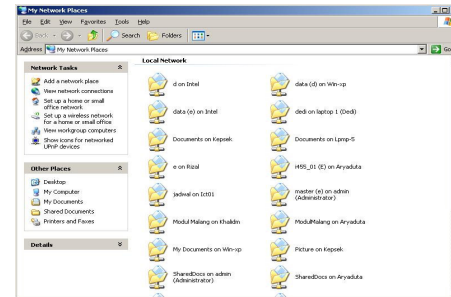 My Network Places
File Edit View Favorites Tools Help
Back Search Folders
Address My Network Places Go
Network Tasks
Add a network place
View network connections
Set up a home or small
office network
Set up a wireless network
for a home or small office
View workgroup computers
Show icons for networked
UPnP devices
Other Places
Desktop
My Computer
My Documents
Shared Documents
Printers and Faxes
Details
Local Network
d on Intel
data (d) on Win-xp
data (e) on Intel
dedi on laptop 1 (Dedi)
Documents on Kepsek
Documents on Lpmp-5
e on Rizal
i455_01 (E) on Aryaduta
jadwal on Ict01
master (e) on admin
(Administrator)
Modul Malang on Khalidm
ModulMalang on Aryaduta
My Documents on Win-xp
Picture on Kepsek
SharedDocs on admin
(Administrator)
SharedDocs on Aryaduta